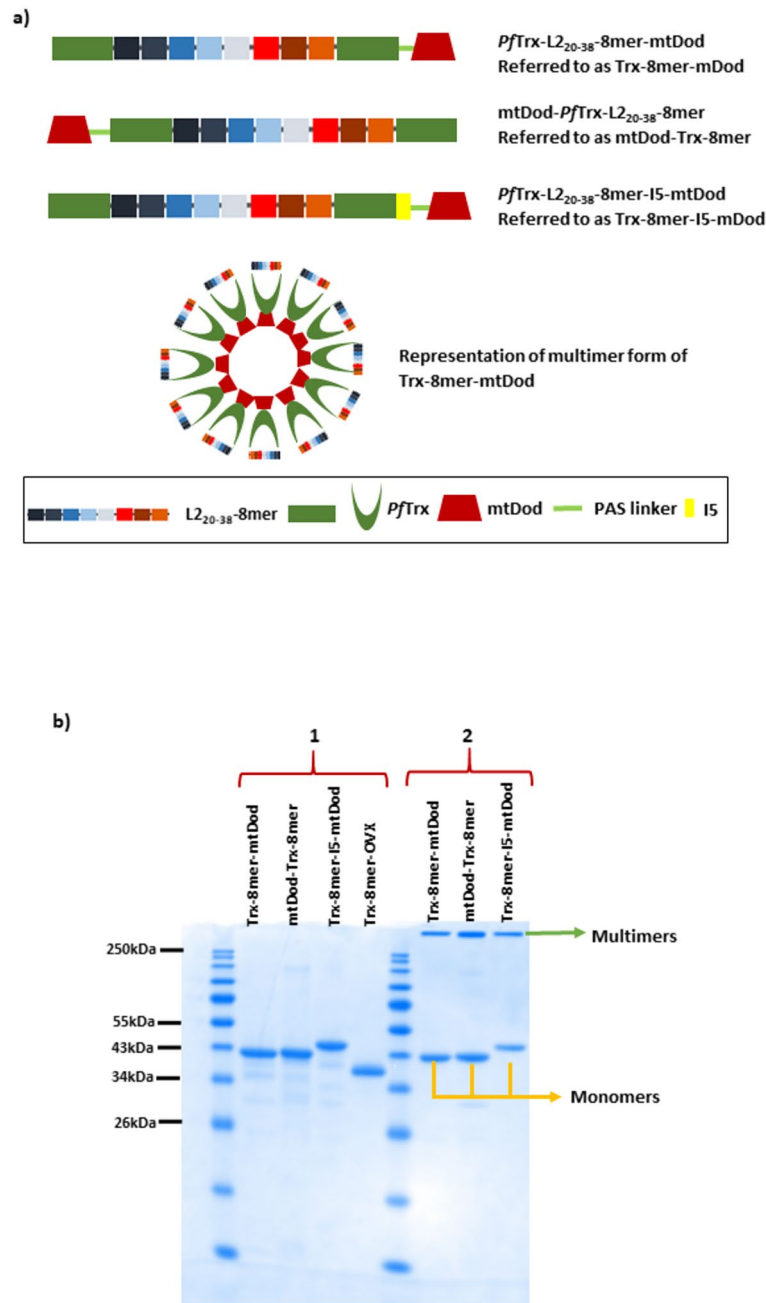 a)
PfTrx-L2₂₀₋₃₈-8mer-mtDod
Referred to as Trx-8mer-mDod
mtDod-PfTrx-L2₂₀₋₃₈-8mer
Referred to as mtDod-Trx-8mer
PfTrx-L2₂₀₋₃₈-8mer-I5-mtDod
Referred to as Trx-8mer-I5-mDod
Representation of multimer form of
Trx-8mer-mtDod
L2₂₀₋₃₈-8mer PfTrx mtDod PAS linker I5
b)
1 2
Trx-8mer-mtDod
mtDod-Trx-8mer
Trx-8mer-I5-mtDod
Trx-8mer-OVX
Trx-8mer-mtDod
mtDod-Trx-8mer
Trx-8mer-I5-mtDod
Multimers
250kDa
55kDa
43kDa
34kDa
Monomers
26kDa